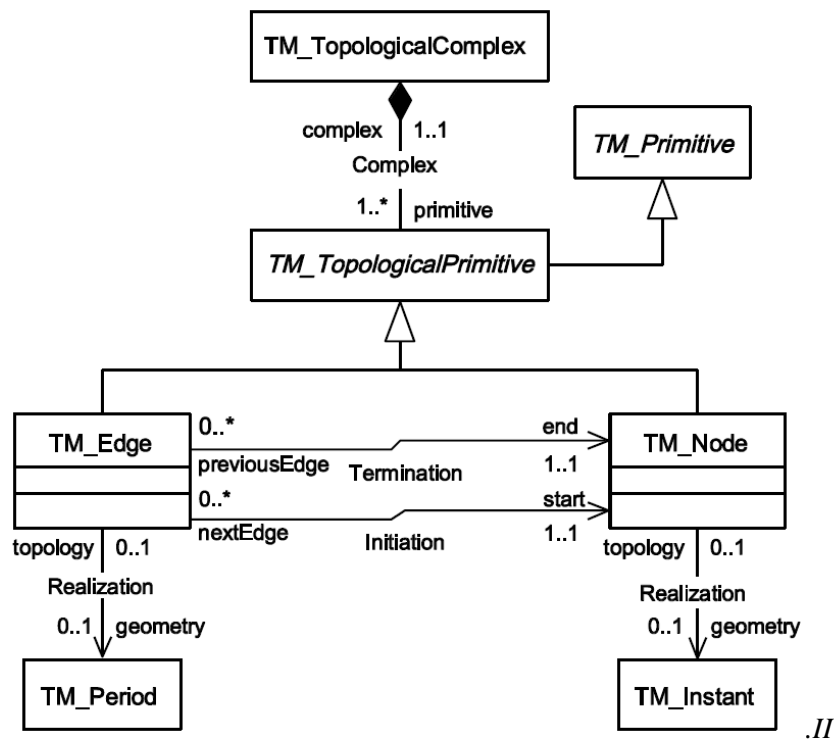 TM_TopologicalComplex
complex 1..1
Complex
1..* primitive
TM_Primitive
TM_TopologicalPrimitive
TM_Edge
0..* end
previousEdge Termination 1..1
0..* start
nextEdge Initiation 1..1
TM_Node
topology 0..1
Realization
0..1 geometry
TM_Period
topology 0..1
Realization
0..1 geometry
TM_Instant
.II